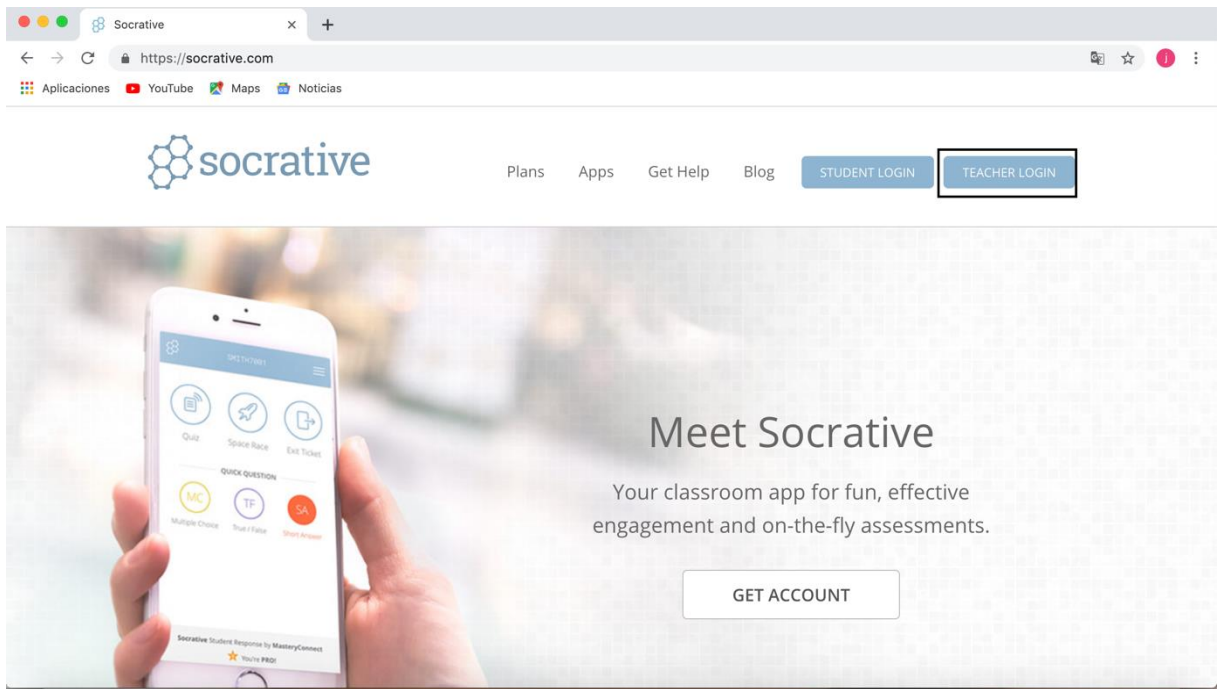 Socrative
https://socrative.com
j
Aplicaciones YouTube Maps Noticias
socrative
Plans Apps Get Help Blog STUDENT LOGIN TEACHER LOGIN
SMITH7001
Quiz Space Race Exit Ticket
QUICK QUESTION
MC TF SA
Multiple Choice True / False Short Answer
Socrative Student Response by MasteryConnect
You're PRO!
Meet Socrative
Your classroom app for fun, effective
engagement and on-the-fly assessments.
GET ACCOUNT